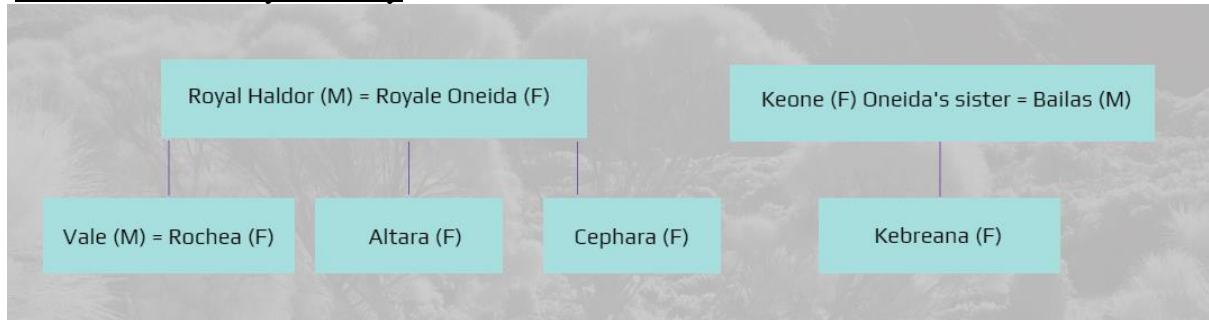 Royal Haldor (M) = Royale Oneida (F)
Keone (F) Oneida's sister = Bailas (M)
Vale (M) = Rochea (F)
Altara (F)
Cephara (F)
Kebreana (F)